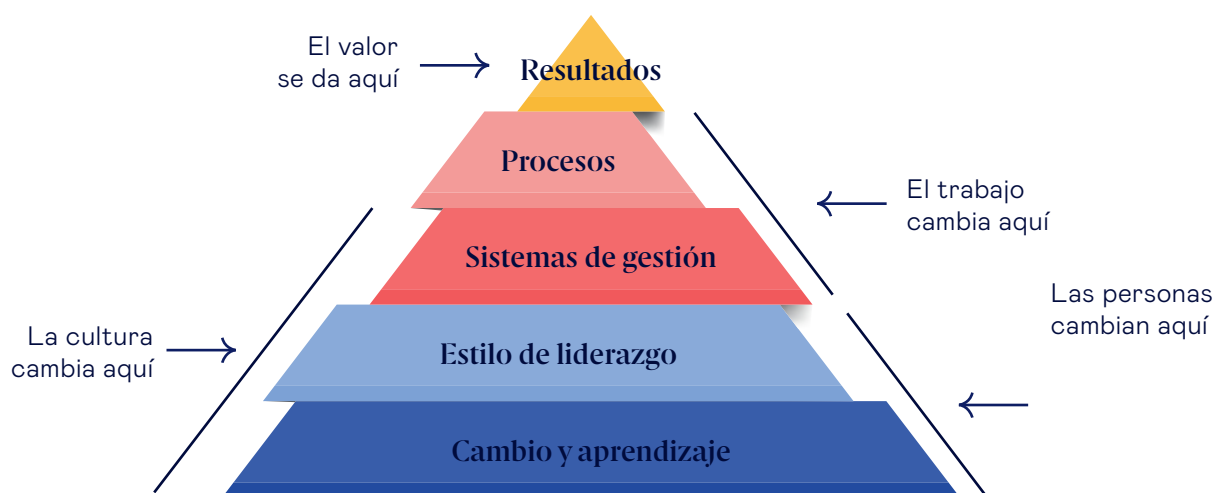 El valor
se da aquí
Resultados
Procesos
El trabajo
cambia aquí
Sistemas de gestión
Las personas
cambian aquí
La cultura
cambia aquí
Estilo de liderazgo
Cambio y aprendizaje